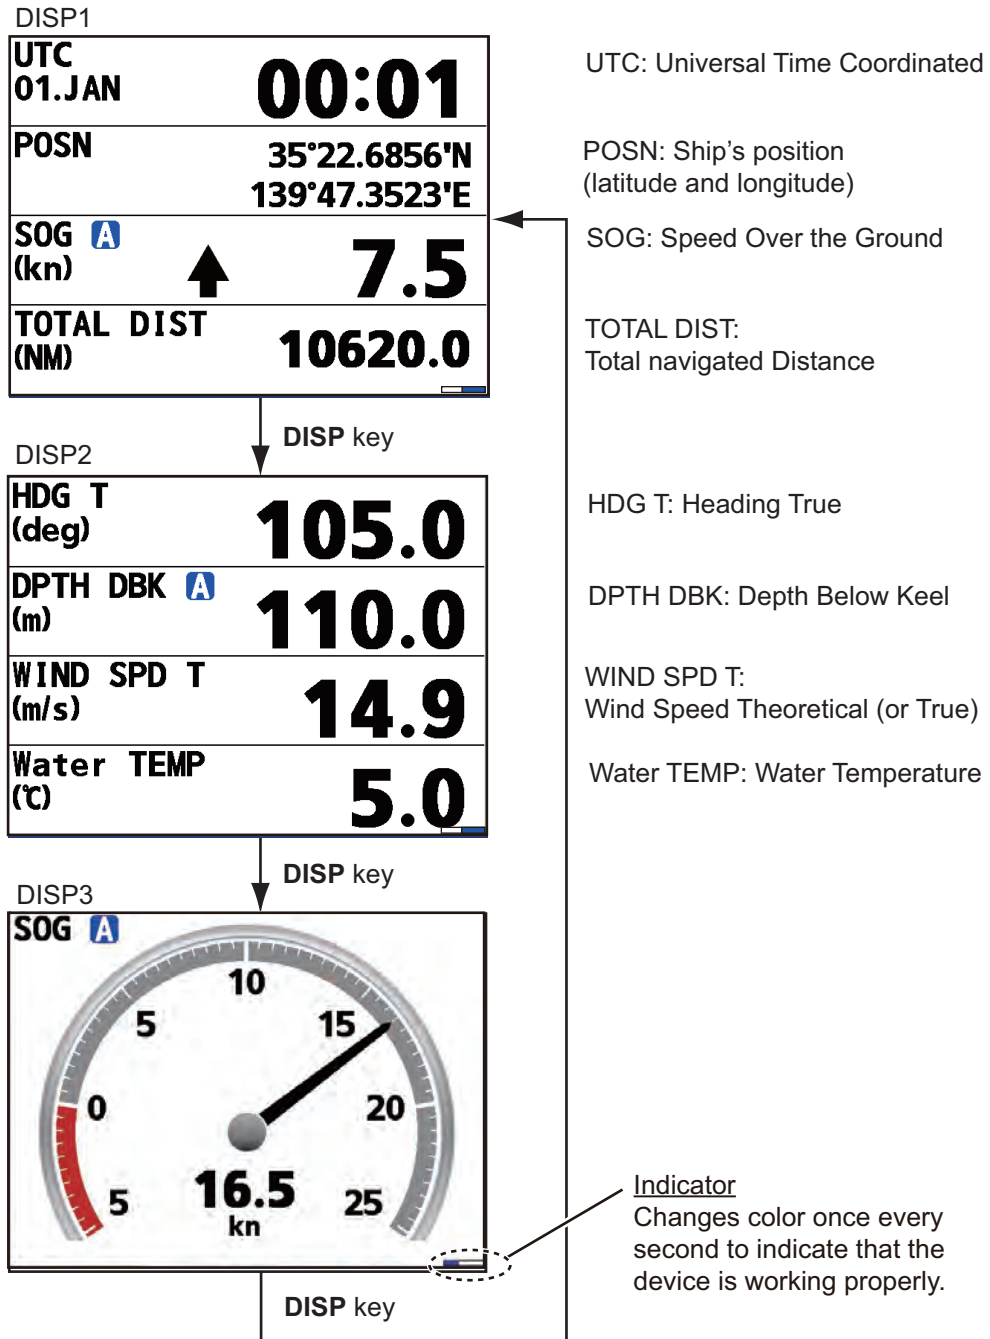 DISP1
UTC
01.JAN
00:01
UTC: Universal Time Coordinated
POSN
35°22.6856'N
139°47.3523'E
POSN: Ship's position
(latitude and longitude)
SOG A
(kn)
7.5
SOG: Speed Over the Ground
TOTAL DIST
(NM)
10620.0
TOTAL DIST:
Total navigated Distance
DISP key
DISP2
HDG T
(deg)
105.0
HDG T: Heading True
DPTH DBK A
(m)
110.0
DPTH DBK: Depth Below Keel
WIND SPD T
(m/s)
14.9
WIND SPD T:
Wind Speed Theoretical (or True)
Water TEMP
(℃)
5.0
Water TEMP: Water Temperature
DISP key
DISP3
SOG A
10
5
15
0
20
5
25
16.5
kn
Indicator
Changes color once every
second to indicate that the
device is working properly.
DISP key